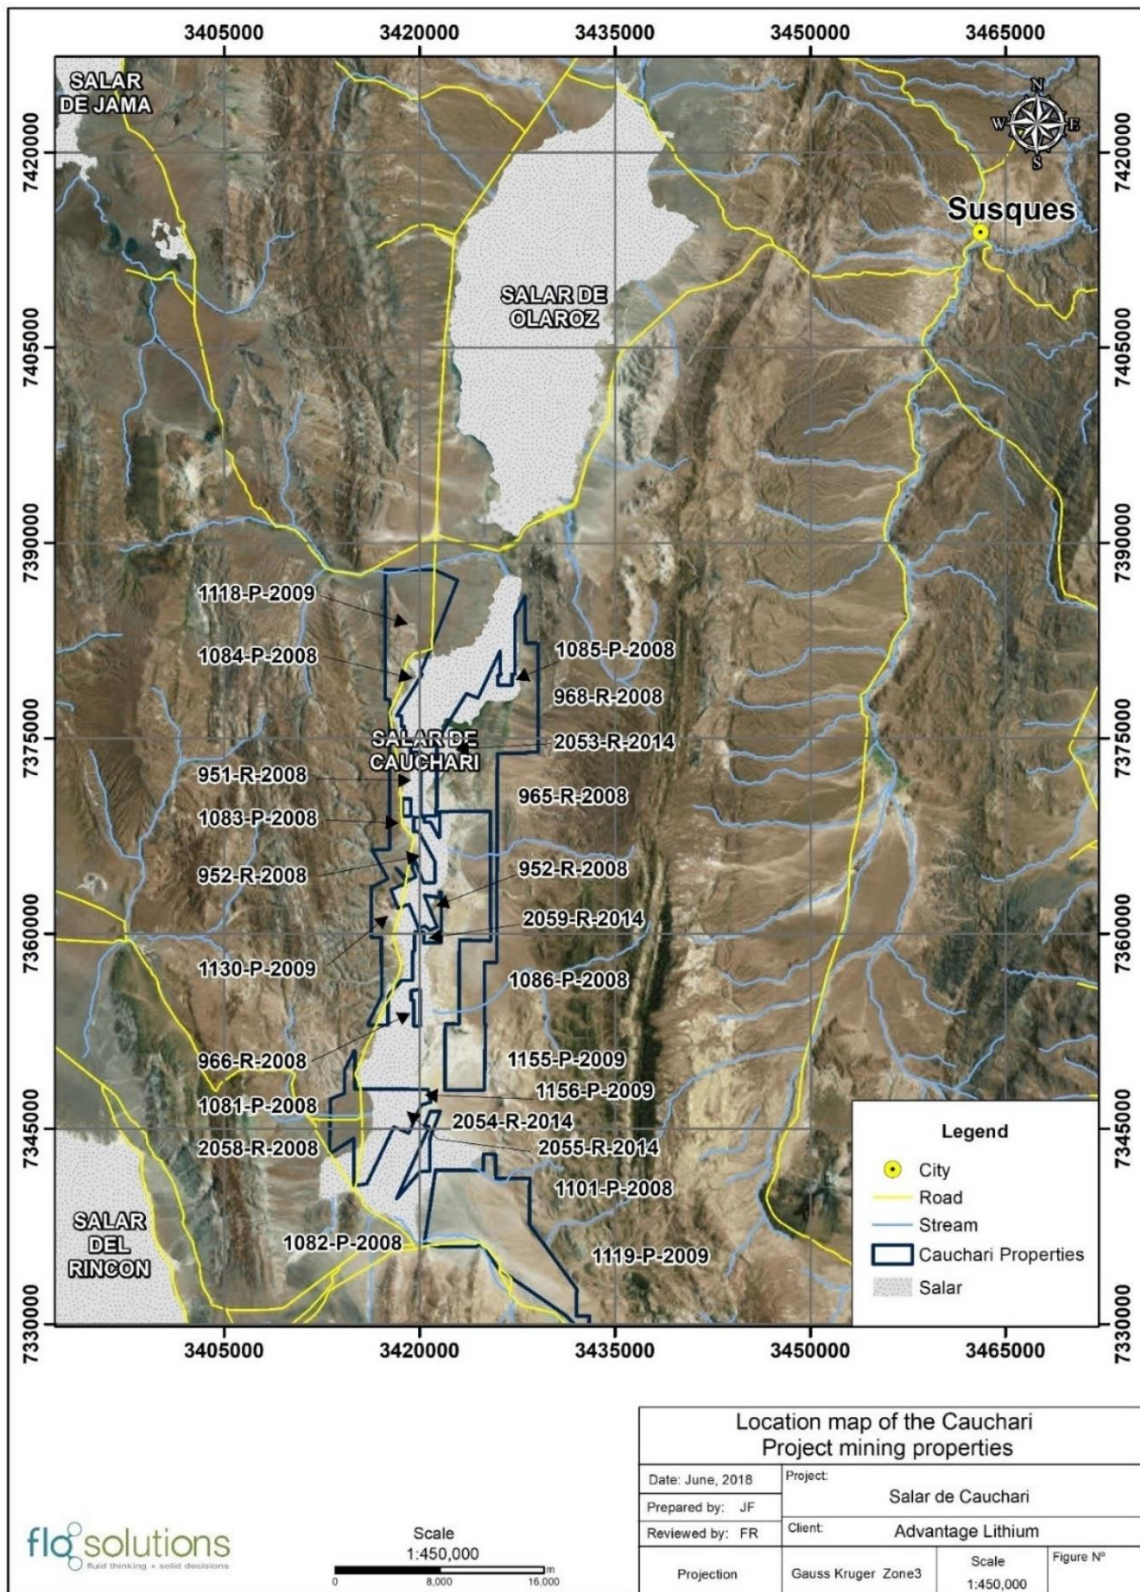 3405000
3420000
3435000
3450000
3465000
SALAR
DE JAMA
N
W
E
S
7420000
7420000
Susques
SALAR DE
OLAROZ
7405000
7405000
7390000
7390000
1118-P-2009
1084-P-2008
1085-P-2008
968-R-2008
7375000
7375000
SALAR DE
CAUCHARI
2053-R-2014
951-R-2008
965-R-2008
1083-P-2008
952-R-2008
952-R-2008
2059-R-2014
7360000
7360000
1130-P-2009
1086-P-2008
966-R-2008
1155-P-2009
1156-P-2009
1081-P-2008
2054-R-2014
7345000
7345000
2058-R-2008
2055-R-2014
1101-P-2008
SALAR
DEL
RINCON
1082-P-2008
1119-P-2009
Legend
City
Road
Stream
Cauchari Properties
Salar
7330000
7330000
3405000
3420000
3435000
3450000
3465000
Location map of the Cauchari
Project mining properties
Date: June, 2018
Project:
Salar de Cauchari
Prepared by: JF
Reviewed by: FR
Client:
Advantage Lithium
Projection
Gauss Kruger Zone3
Scale
1:450,000
Figure Nº
flo solutions
fluid thinking + solid decisions
Scale
1:450,000
m
0
8,000
16,000